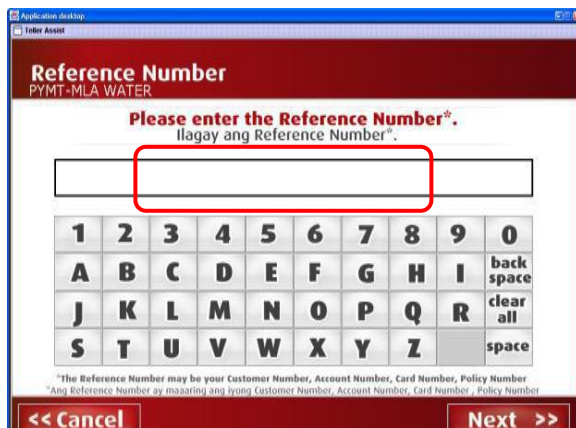 Application desktop
Teller Assist
Reference Number
PYMT-MLA WATER
Please enter the Reference Number*.
Ilagay ang Reference Number*.
1 2 3 4 5 6 7 8 9 0
A B C D E F G H I back space
J K L M N O P Q R clear all
S T U V W X Y Z space
*The Reference Number may be your Customer Number, Account Number, Card Number, Policy Number
*Ang Reference Number ay maaaring ang iyong Customer Number, Account Number, Card Number , Policy Number
<< Cancel Next >>